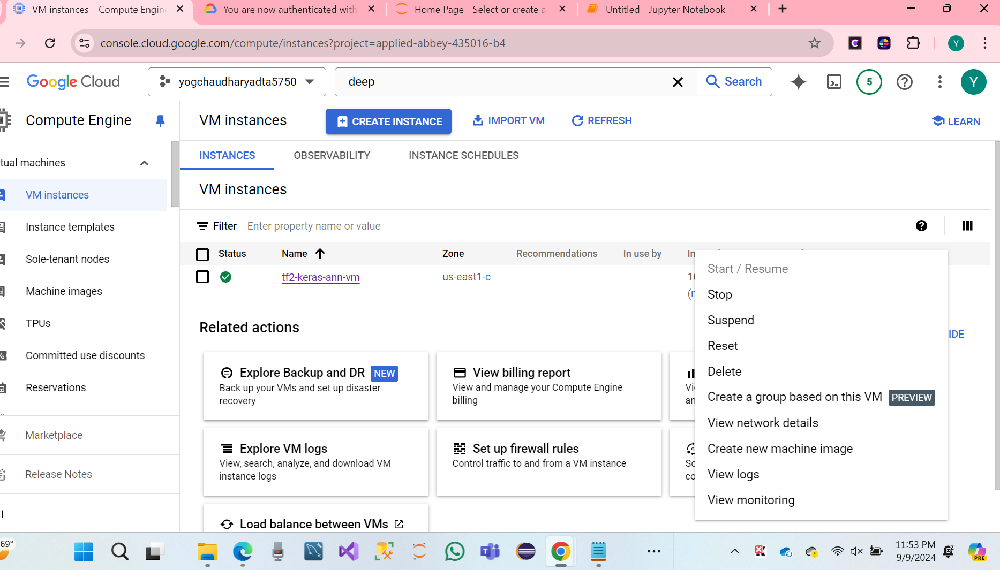 VM instances – Compute Engin
You are now authenticated with
Home Page - Select or create a
Untitled - Jupyter Notebook
console.cloud.google.com/compute/instances?project=applied-abbey-435016-b4
Y
Google Cloud
yogchaudharyadta5750
deep
Search
5
Y
Compute Engine
VM instances
CREATE INSTANCE
IMPORT VM
REFRESH
LEARN
tual machines
VM instances
Instance templates
Sole-tenant nodes
Machine images
TPUs
Committed use discounts
Reservations
Marketplace
Release Notes
INSTANCES
OBSERVABILITY
INSTANCE SCHEDULES
VM instances
Filter
Enter property name or value
Status
Name
Zone
Recommendations
In use by
In
tf2-keras-ann-vm
us-east1-c
Related actions
IDE
Explore Backup and DR NEW
Back up your VMs and set up disaster
recovery
View billing report
View and manage your Compute Engine
billing
Vi
an
Explore VM logs
View, search, analyze, and download VM
instance logs
Set up firewall rules
Control traffic to and from a VM instance
Sc
co
Load balance between VMs
Start / Resume
Stop
Suspend
Reset
Delete
Create a group based on this VM PREVIEW
View network details
Create new machine image
View logs
View monitoring
69°
11:53 PM
9/9/2024
PRE